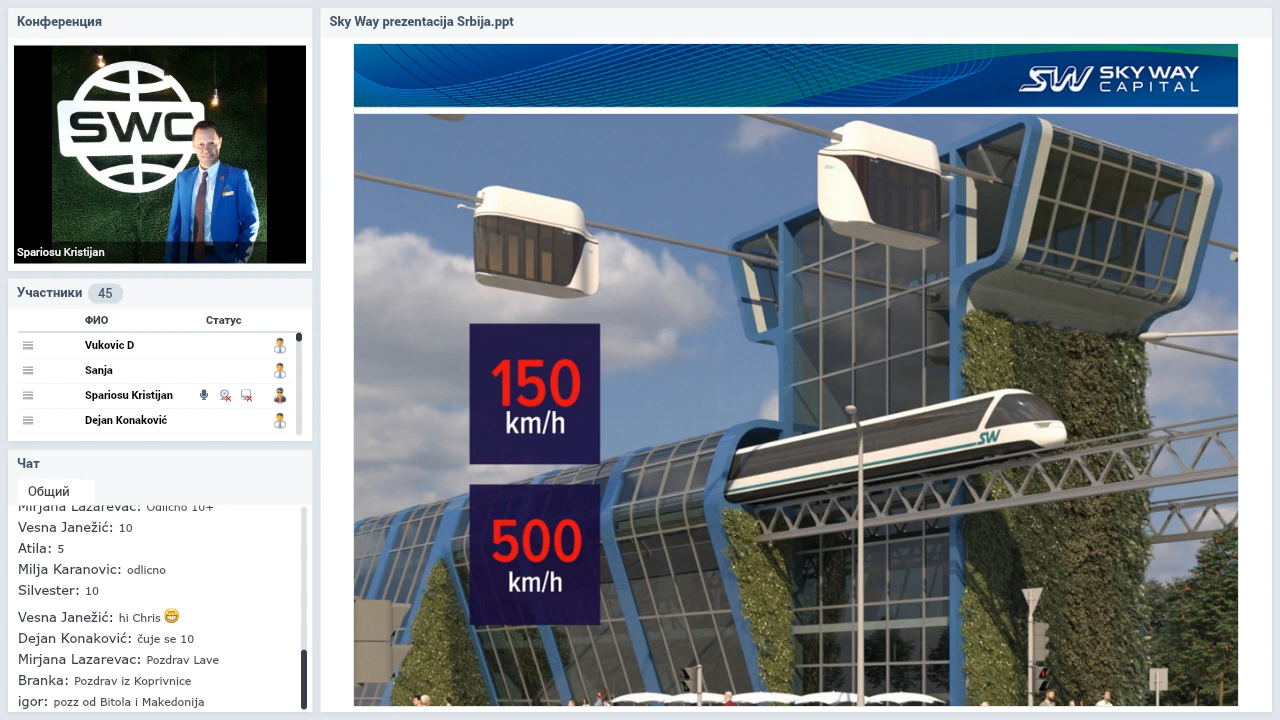 Конференция
SWC
Spariosu Kristijan
Участники 45
ФИО Статус
Vukovic D
Sanja
Spariosu Kristijan
Dejan Konaković
Чат
Общий
Mirjana Lazarevac: Odlicno 10+
Vesna Janežić: 10
Atila: 5
Milja Karanovic: odlicno
Silvester: 10
Vesna Janežić: hi Chris 😁
Dejan Konaković: čuje se 10
Mirjana Lazarevac: Pozdrav Lave
Branka: Pozdrav iz Koprivnice
igor: pozz od Bitola i Makedonija
Sky Way prezentacija Srbija.ppt
SW SKY WAY
CAPITAL
150
km/h
SW
500
km/h